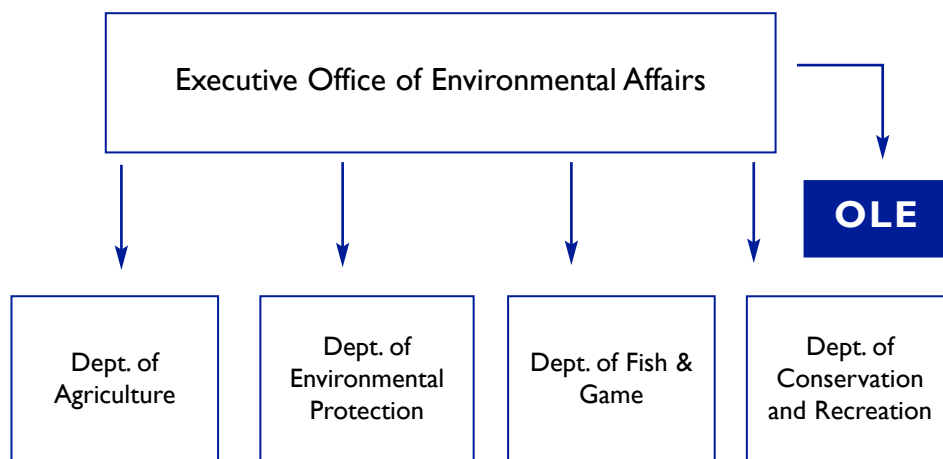 Executive Office of Environmental Affairs
OLE
Dept. of
Agriculture
Dept. of
Environmental
Protection
Dept. of Fish &
Game
Dept. of
Conservation
and Recreation